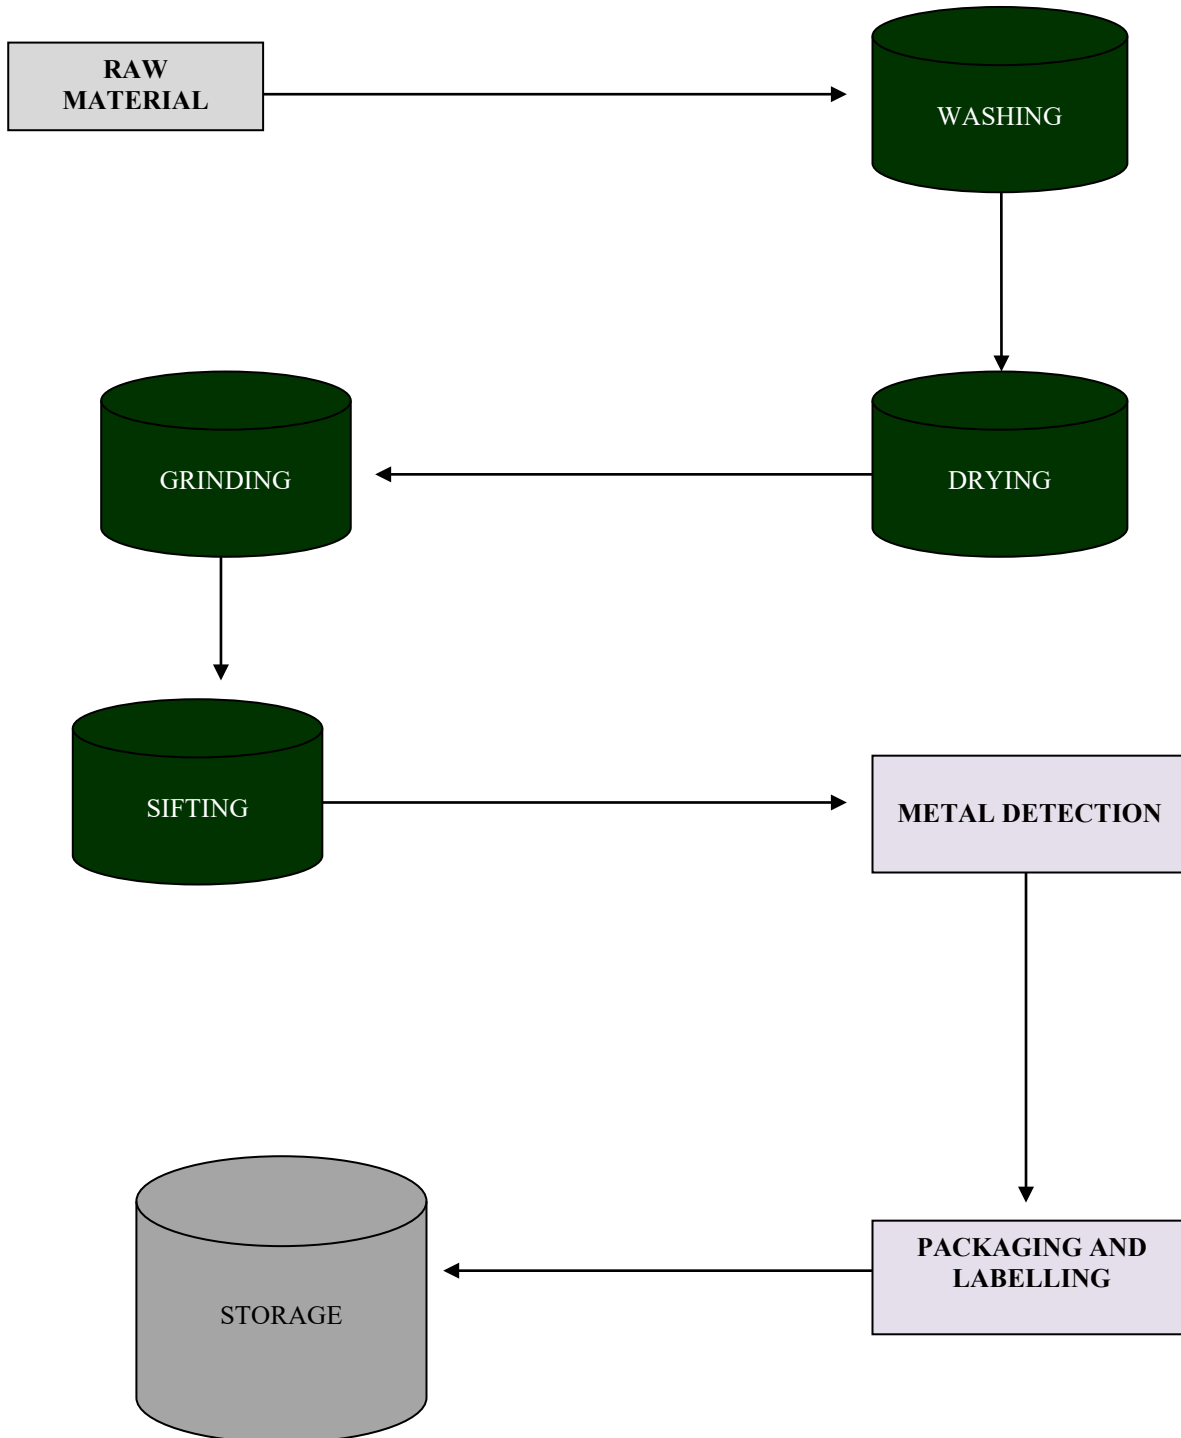 RAW
MATERIAL
WASHING
DRYING
GRINDING
SIFTING
METAL DETECTION
PACKAGING AND
LABELLING
STORAGE